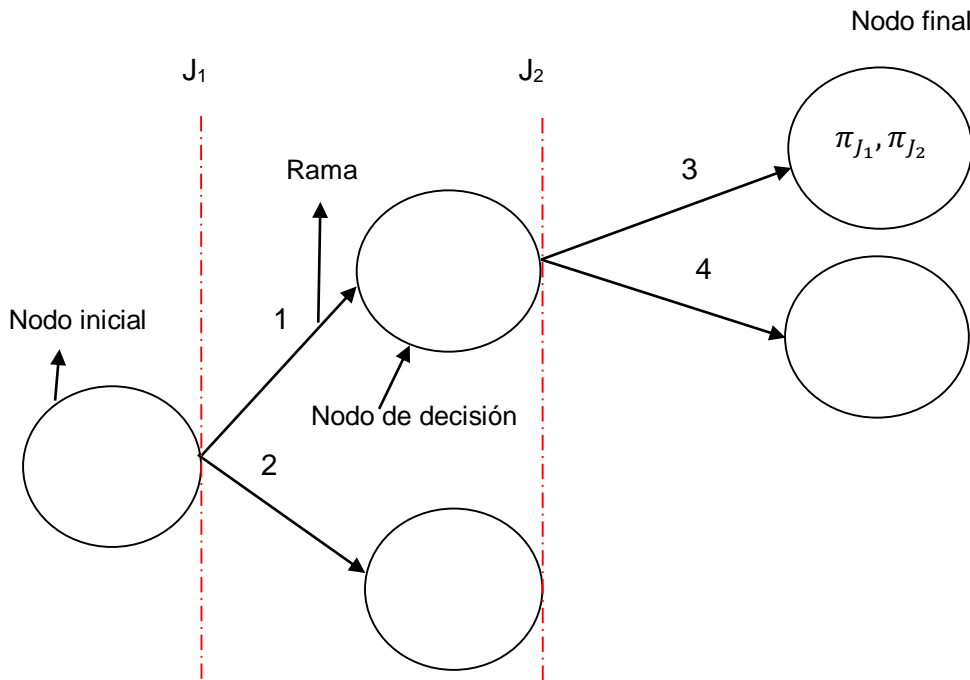 Nodo final
J₁
J₂
π_{J₁}, π_{J₂}
3
Rama
4
Nodo inicial
1
Nodo de decisión
2